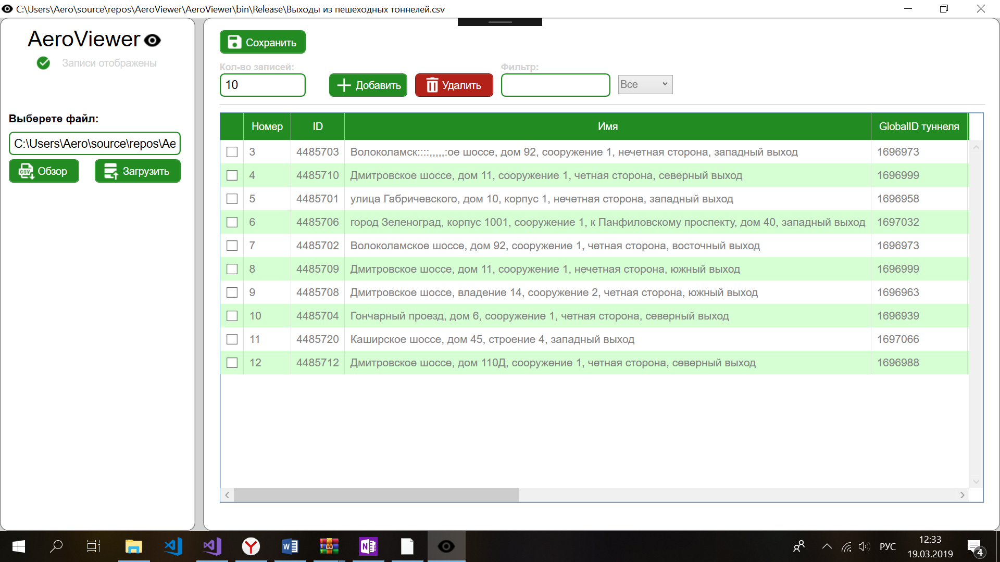 C:\Users\Aero\source\repos\AeroViewer\AeroViewer\bin\Release\Выходы из пешеходных тоннелей.csv
AeroViewer
Записи отображены
Выберете файл:
C:\Users\Aero\source\repos\Ae
CSV Обзор
Загрузить
Сохранить
Кол-во записей:
Фильтр:
10
Добавить
Удалить
Все
Номер ID Имя GlobalID туннеля
3 4485703 Волоколамск::::,,,,,:ое шоссе, дом 92, сооружение 1, нечетная сторона, западный выход 1696973
4 4485710 Дмитровское шоссе, дом 11, сооружение 1, четная сторона, северный выход 1696999
5 4485701 улица Габричевского, дом 10, корпус 1, нечетная сторона, западный выход 1696958
6 4485706 город Зеленоград, корпус 1001, сооружение 1, к Панфиловскому проспекту, дом 40, западный выход 1697032
7 4485702 Волоколамское шоссе, дом 92, сооружение 1, четная сторона, восточный выход 1696973
8 4485709 Дмитровское шоссе, дом 11, сооружение 1, нечетная сторона, южный выход 1696999
9 4485708 Дмитровское шоссе, владение 14, сооружение 2, четная сторона, южный выход 1696963
10 4485704 Гончарный проезд, дом 6, сооружение 1, четная сторона, северный выход 1696939
11 4485720 Каширское шоссе, дом 45, строение 4, западный выход 1697066
12 4485712 Дмитровское шоссе, дом 110Д, сооружение 1, четная сторона, северный выход 1696988
РУС
12:33
19.03.2019
4